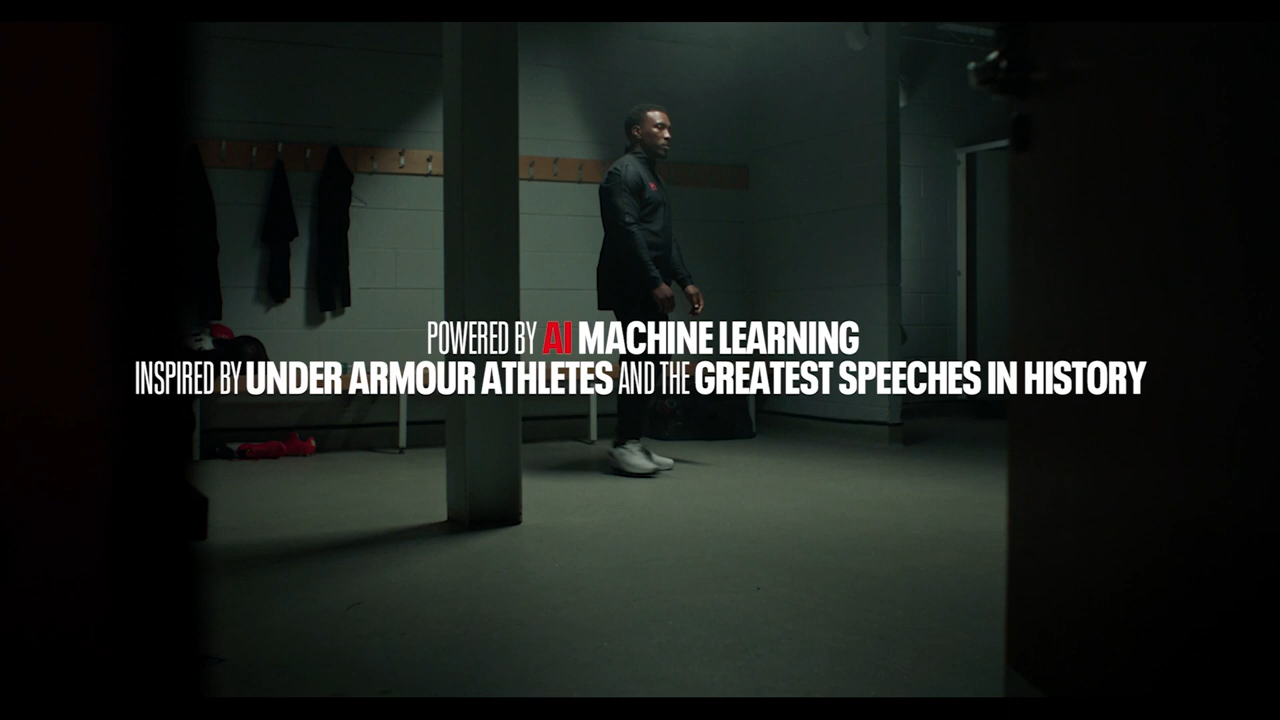 POWERED BY AI MACHINE LEARNING
INSPIRED BY UNDER ARMOUR ATHLETES AND THE GREATEST SPEECHES IN HISTORY